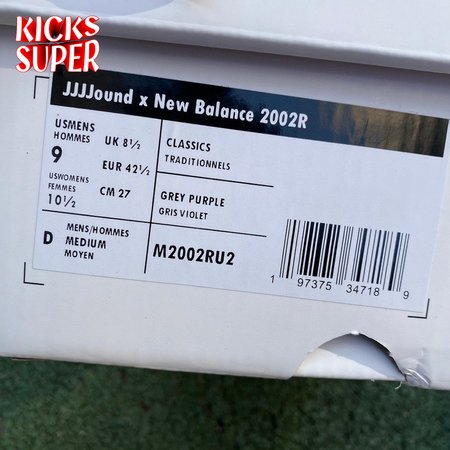 KICKS
SUPER
JJJJound x New Balance 2002R
USMENS
HOMMES
9
USWOMENS
FEMMES
10½
UK 8½
EUR 42½
CM 27
CLASSICS
TRADITIONNELS
GREY PURPLE
GRIS VIOLET
D
MENS/HOMMES
MEDIUM
MOYEN
M2002RU2
1 97375 34718 9